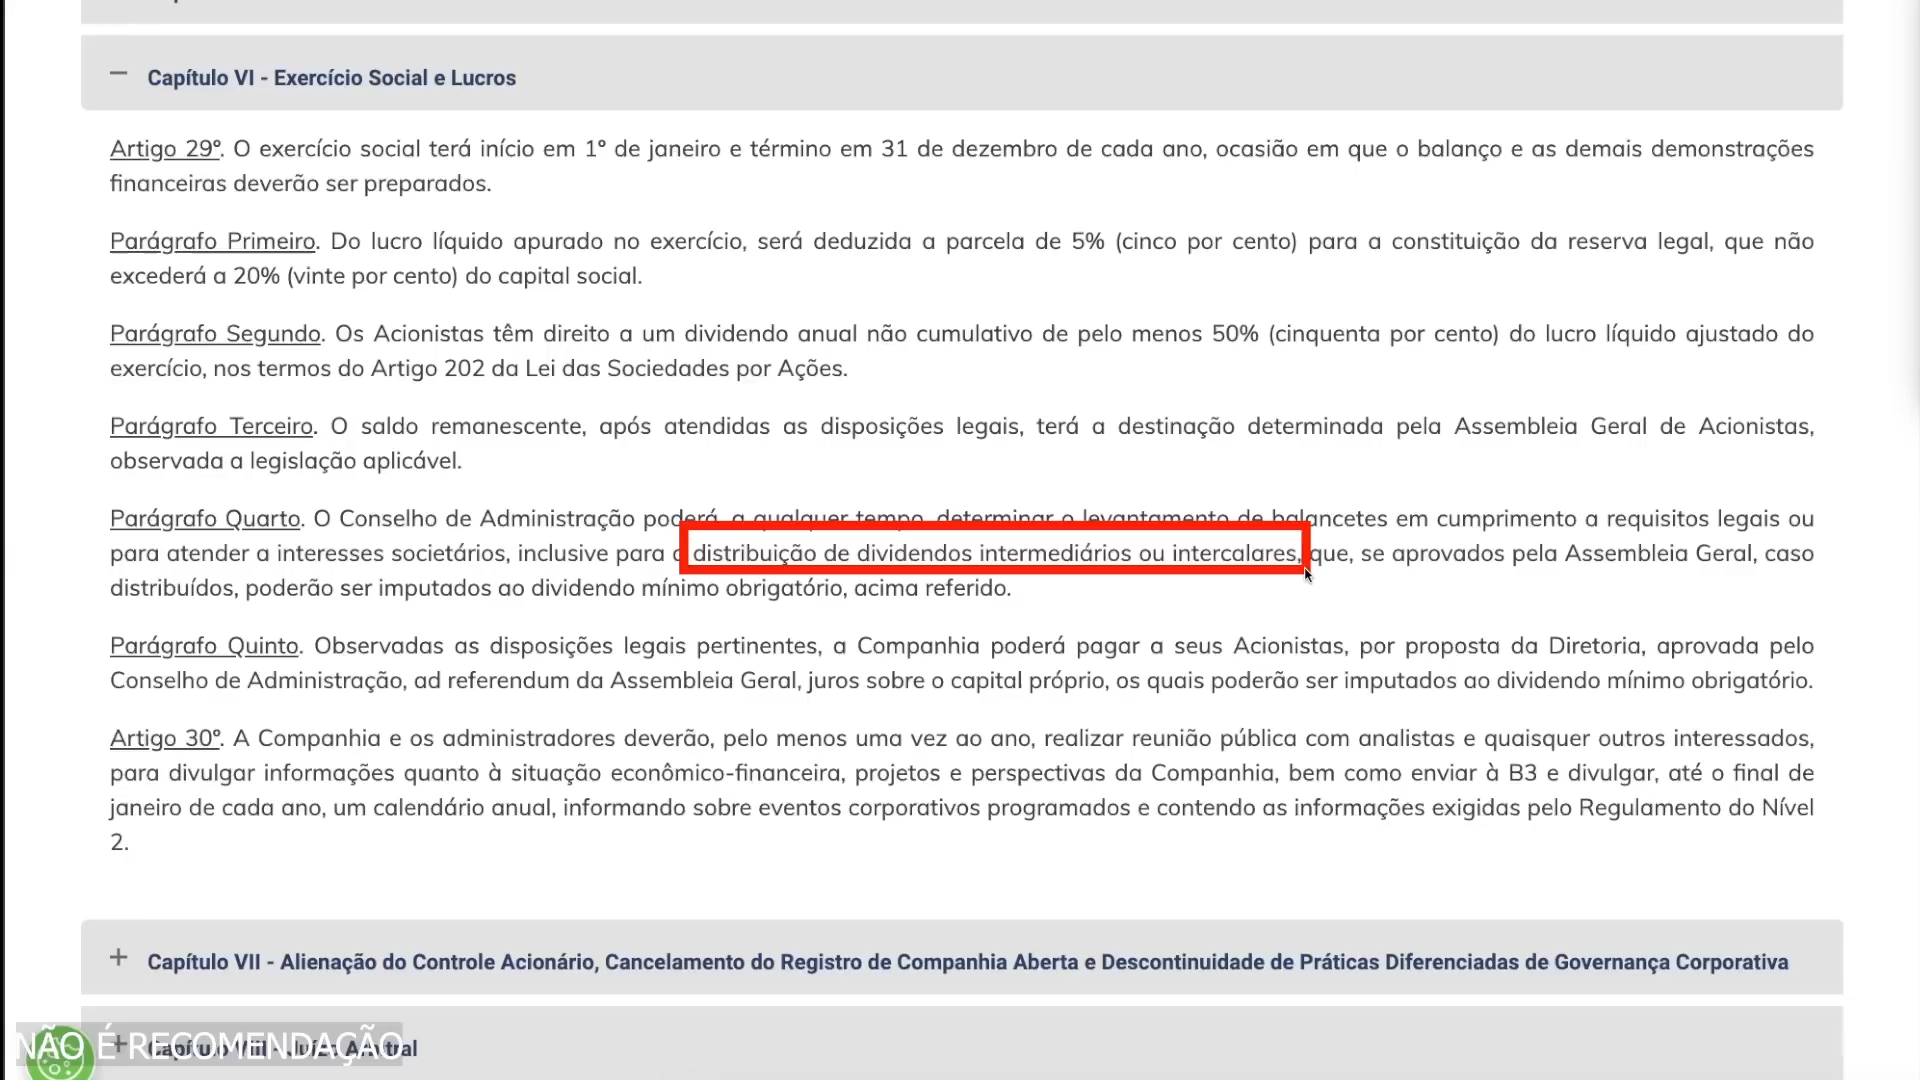 Capítulo VI - Exercício Social e Lucros
Artigo 29º. O exercício social terá início em 1º de janeiro e término em 31 de dezembro de cada ano, ocasião em que o balanço e as demais demonstrações
financeiras deverão ser preparados.
Parágrafo Primeiro. Do lucro líquido apurado no exercício, será deduzida a parcela de 5% (cinco por cento) para a constituição da reserva legal, que não
excederá a 20% (vinte por cento) do capital social.
Parágrafo Segundo. Os Acionistas têm direito a um dividendo anual não cumulativo de pelo menos 50% (cinquenta por cento) do lucro líquido ajustado do
exercício, nos termos do Artigo 202 da Lei das Sociedades por Ações.
Parágrafo Terceiro. O saldo remanescente, após atendidas as disposições legais, terá a destinação determinada pela Assembleia Geral de Acionistas,
observada a legislação aplicável.
Parágrafo Quarto. O Conselho de Administração poderá, a qualquer tempo, determinar o levantamento de balancetes em cumprimento a requisitos legais ou
para atender a interesses societários, inclusive para a distribuição de dividendos intermediários ou intercalares, que, se aprovados pela Assembleia Geral, caso
distribuídos, poderão ser imputados ao dividendo mínimo obrigatório, acima referido.
Parágrafo Quinto. Observadas as disposições legais pertinentes, a Companhia poderá pagar a seus Acionistas, por proposta da Diretoria, aprovada pelo
Conselho de Administração, ad referendum da Assembleia Geral, juros sobre o capital próprio, os quais poderão ser imputados ao dividendo mínimo obrigatório.
Artigo 30º. A Companhia e os administradores deverão, pelo menos uma vez ao ano, realizar reunião pública com analistas e quaisquer outros interessados,
para divulgar informações quanto à situação econômico-financeira, projetos e perspectivas da Companhia, bem como enviar à B3 e divulgar, até o final de
janeiro de cada ano, um calendário anual, informando sobre eventos corporativos programados e contendo as informações exigidas pelo Regulamento do Nível
2.
Capítulo VII - Alienação do Controle Acionário, Cancelamento do Registro de Companhia Aberta e Descontinuidade de Práticas Diferenciadas de Governança Corporativa
Capítulo VIII - Juízo Arbitral
NÃO É RECOMENDAÇÃO